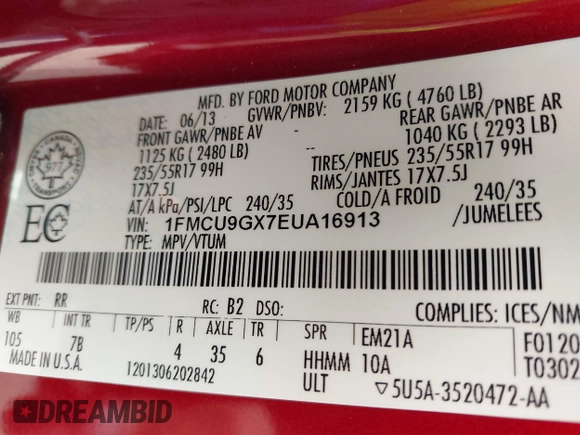 MFD. BY FORD MOTOR COMPANY
DATE: 06/13 GVWR/PNBV: 2159 KG ( 4760 LB)
FRONT GAWR/PNBE AV - REAR GAWR/PNBE AR
1125 KG ( 2480 LB) - 1040 KG ( 2293 LB)
235/55R17 99H TIRES/PNEUS 235/55R17 99H
17X7.5J RIMS/JANTES 17X7.5J
AT/A kPa/PSI/LPC 240/35 COLD/A FROID 240/35
VIN: 1FMCU9GX7EUA16913 /JUMELEES
TYPE: MPV/VTUM
CANADA
977
EC
EXT PNT: RR RC: B2 DSO: COMPLIES: ICES/NM
WB INT TR TP/PS R AXLE TR SPR EM21A F0120
105 7B 4 35 6 HHMM 10A T0302
MADE IN U.S.A. 1201306202842 ULT ▽5U5A-3520472-AA
DREAMBID